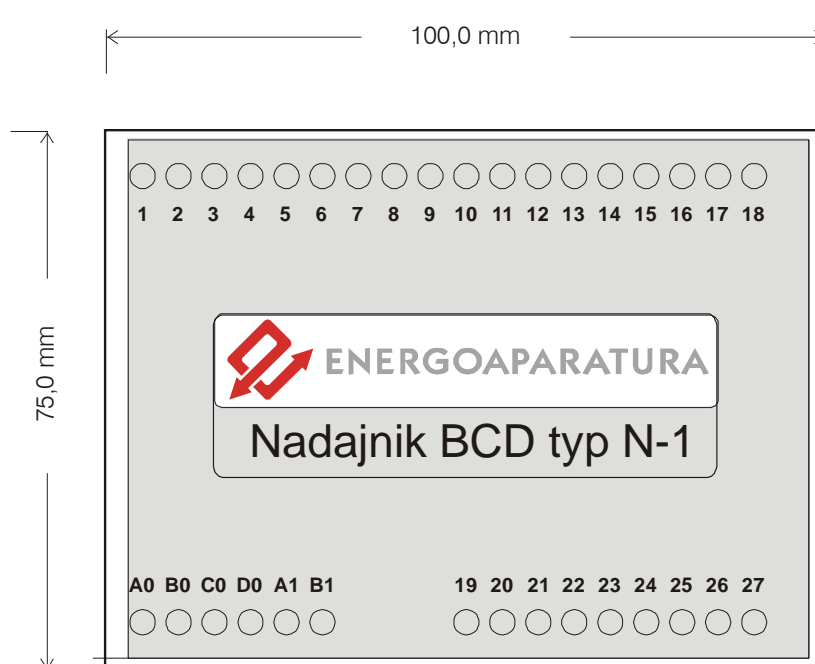 100,0 mm
1 2 3 4 5 6 7 8 9 10 11 12 13 14 15 16 17 18
75,0 mm
ENERGOAPARATURA
Nadajnik BCD typ N-1
A0 B0 C0 D0 A1 B1 19 20 21 22 23 24 25 26 27